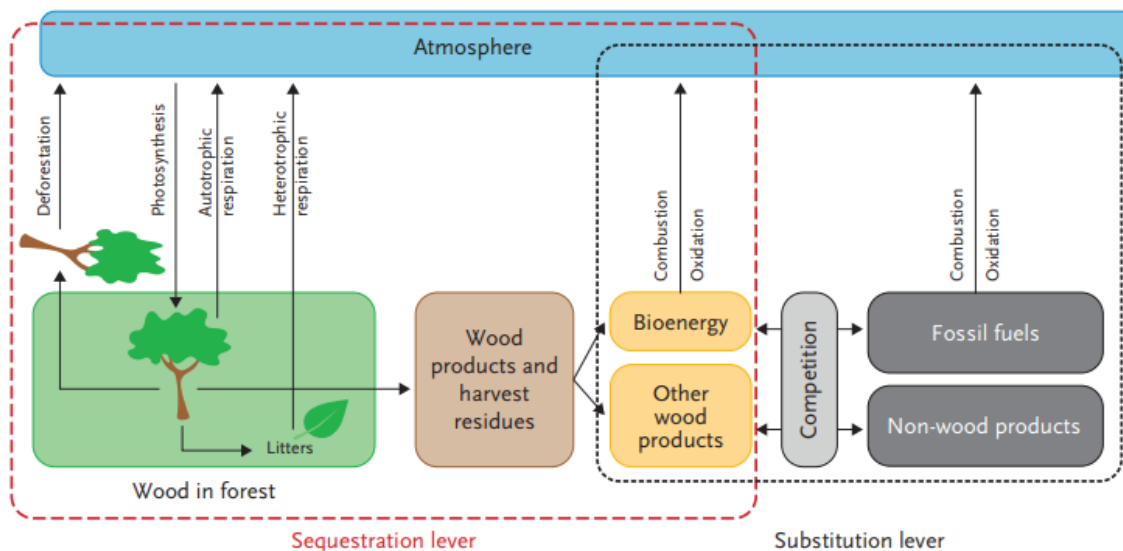 Atmosphere
Deforestation
Photosynthesis
Autotrophic
respiration
Heterotrophic
respiration
Combustion
Oxidation
Combustion
Oxidation
Litters
Wood in forest
Wood
products and
harvest
residues
Bioenergy
Other
wood
products
Competition
Fossil fuels
Non-wood products
Sequestration lever
Substitution lever